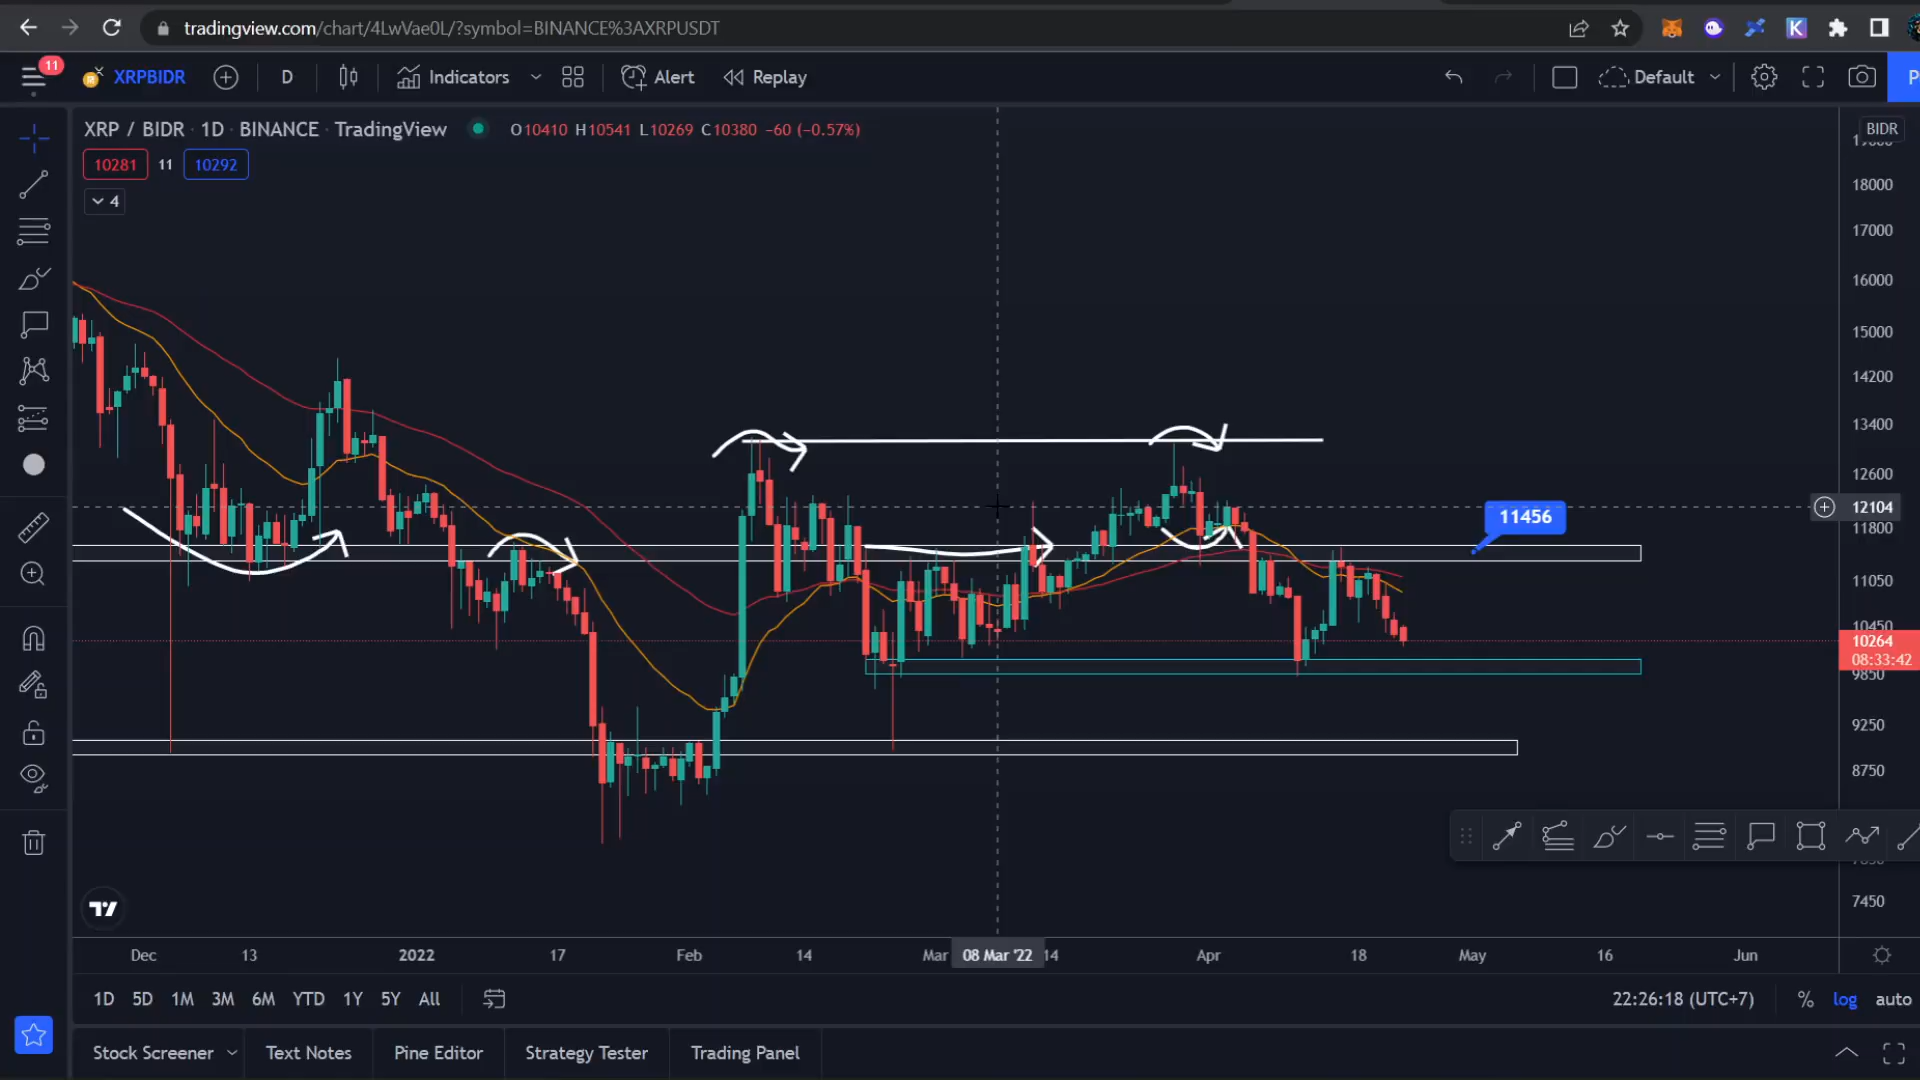 tradingview.com/chart/4LwVae0L/?symbol=BINANCE%3AXRPUSDT
11
XRPBIDR D Indicators Alert Replay Default
XRP / BIDR · 1D · BINANCE · TradingView O10410 H10541 L10269 C10380 −60 (−0.57%)
10281 11 10292
4
BIDR
18000
17000
16000
15000
14200
13400
12600
12104
11800
11456
11050
10450
10264
08:33:42
9850
9250
8750
7450
Dec 13 2022 17 Feb 14 Mar 08 Mar '22 14 Apr 18 May 16 Jun
1D 5D 1M 3M 6M YTD 1Y 5Y All 22:26:18 (UTC+7) % log auto
Stock Screener Text Notes Pine Editor Strategy Tester Trading Panel